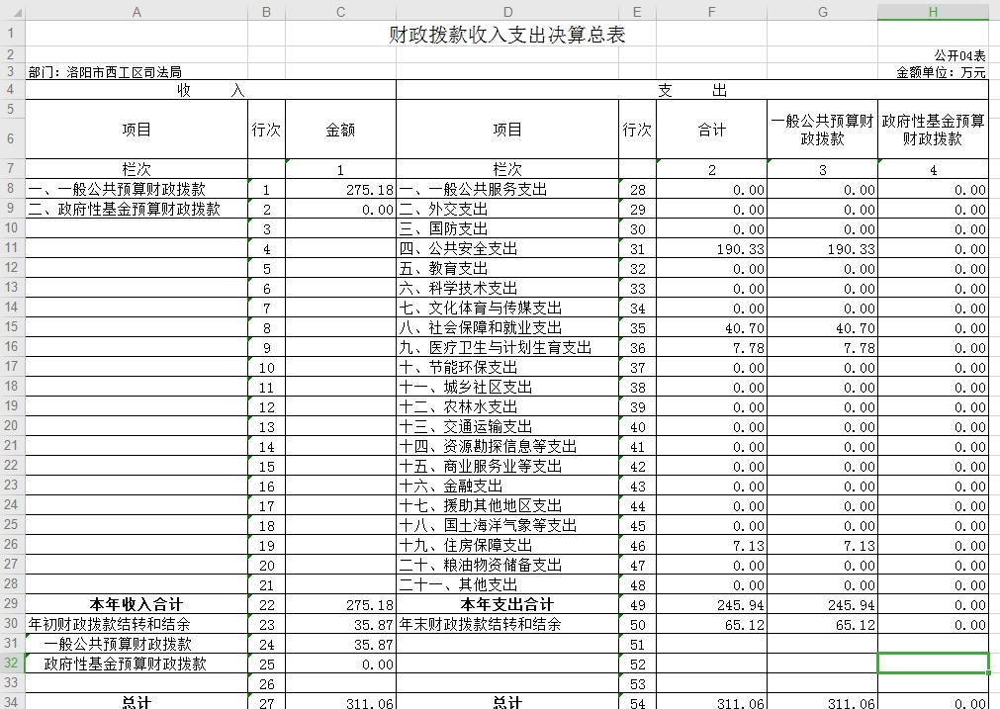 A B C D E F G H
1 财政拨款收入支出决算总表
2 公开04表
3 部门：洛阳市西工区司法局 金额单位：万元
4 收 入 支 出
5
6 项目 行次 金额 项目 行次 合计 一般公共预算财政拨款 政府性基金预算财政拨款
7 栏次 1 栏次 2 3 4
8 一、一般公共预算财政拨款 1 275.18 一、一般公共服务支出 28 0.00 0.00 0.00
9 二、政府性基金预算财政拨款 2 0.00 二、外交支出 29 0.00 0.00 0.00
10 3 三、国防支出 30 0.00 0.00 0.00
11 4 四、公共安全支出 31 190.33 190.33 0.00
12 5 五、教育支出 32 0.00 0.00 0.00
13 6 六、科学技术支出 33 0.00 0.00 0.00
14 7 七、文化体育与传媒支出 34 0.00 0.00 0.00
15 8 八、社会保障和就业支出 35 40.70 40.70 0.00
16 9 九、医疗卫生与计划生育支出 36 7.78 7.78 0.00
17 10 十、节能环保支出 37 0.00 0.00 0.00
18 11 十一、城乡社区支出 38 0.00 0.00 0.00
19 12 十二、农林水支出 39 0.00 0.00 0.00
20 13 十三、交通运输支出 40 0.00 0.00 0.00
21 14 十四、资源勘探信息等支出 41 0.00 0.00 0.00
22 15 十五、商业服务业等支出 42 0.00 0.00 0.00
23 16 十六、金融支出 43 0.00 0.00 0.00
24 17 十七、援助其他地区支出 44 0.00 0.00 0.00
25 18 十八、国土海洋气象等支出 45 0.00 0.00 0.00
26 19 十九、住房保障支出 46 7.13 7.13 0.00
27 20 二十、粮油物资储备支出 47 0.00 0.00 0.00
28 21 二十一、其他支出 48 0.00 0.00 0.00
29 本年收入合计 22 275.18 本年支出合计 49 245.94 245.94 0.00
30 年初财政拨款结转和结余 23 35.87 年末财政拨款结转和结余 50 65.12 65.12 0.00
31 一般公共预算财政拨款 24 35.87 51
32 政府性基金预算财政拨款 25 0.00 52
33 26 53
34 总计 27 311.06 总计 54 311.06 311.06 0.00